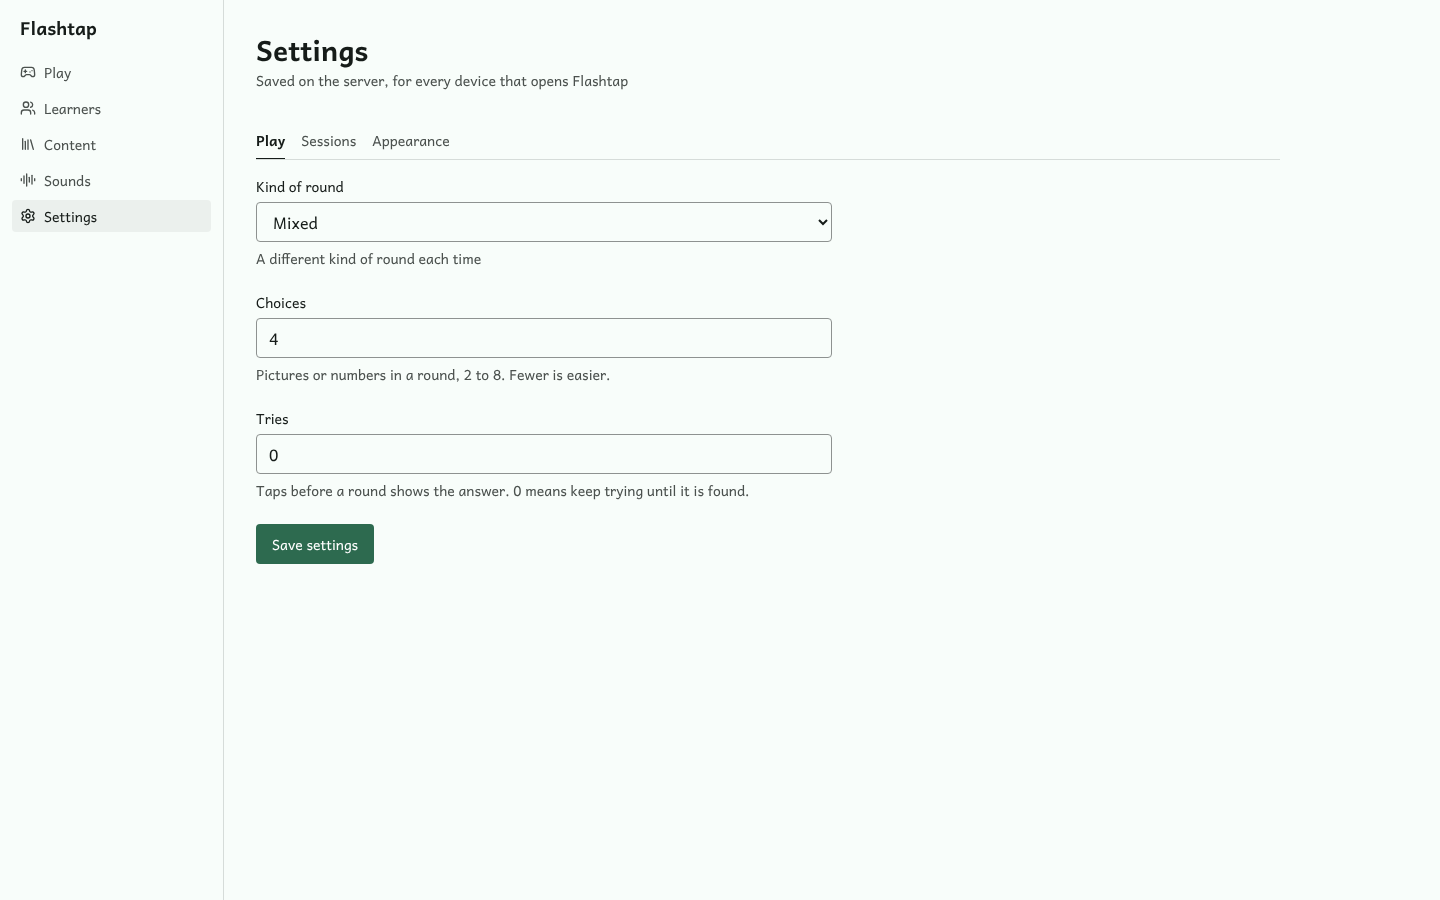 Flashtap
Play
Learners
Content
Sounds
Settings
Settings
Saved on the server, for every device that opens Flashtap
Play Sessions Appearance
Kind of round
Mixed
A different kind of round each time
Choices
4
Pictures or numbers in a round, 2 to 8. Fewer is easier.
Tries
0
Taps before a round shows the answer. 0 means keep trying until it is found.
Save settings